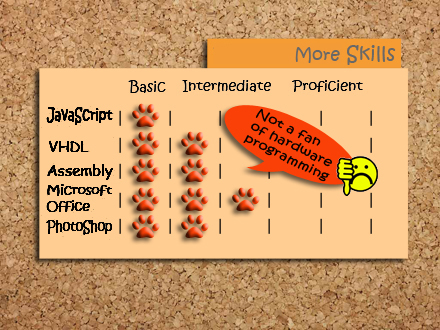 More Skills
Basic Intermediate Proficient
JavaScript
VHDL
Assembly
Microsoft
Office
PhotoShop
Not a fan
of hardware
programming